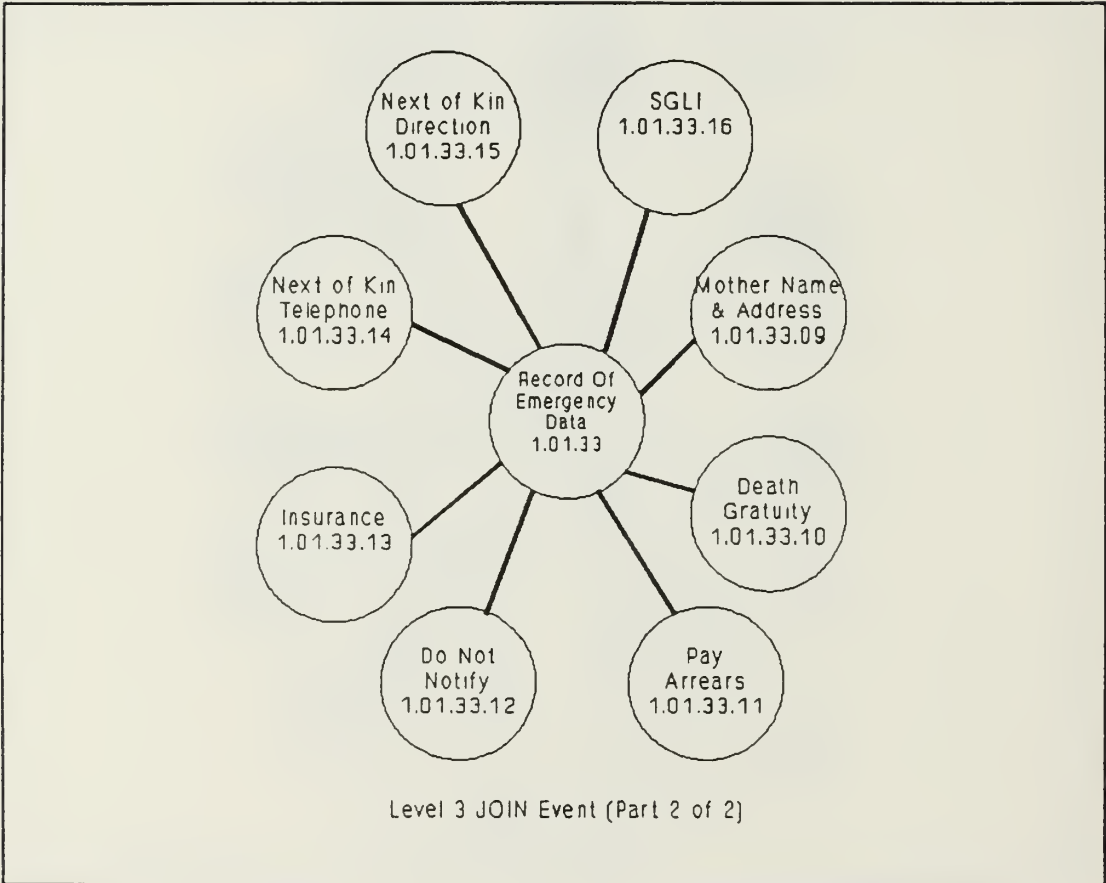 Next of Kin
Direction
1.01.33.15
SGLI
1.01.33.16
Next of Kin
Telephone
1.01.33.14
Mother Name
& Address
1.01.33.09
Record Of
Emergency
Data
1.01.33
Insurance
1.01.33.13
Death
Gratuity
1.01.33.10
Do Not
Notify
1.01.33.12
Pay
Arrears
1.01.33.11
Level 3 JOIN Event (Part 2 of 2)